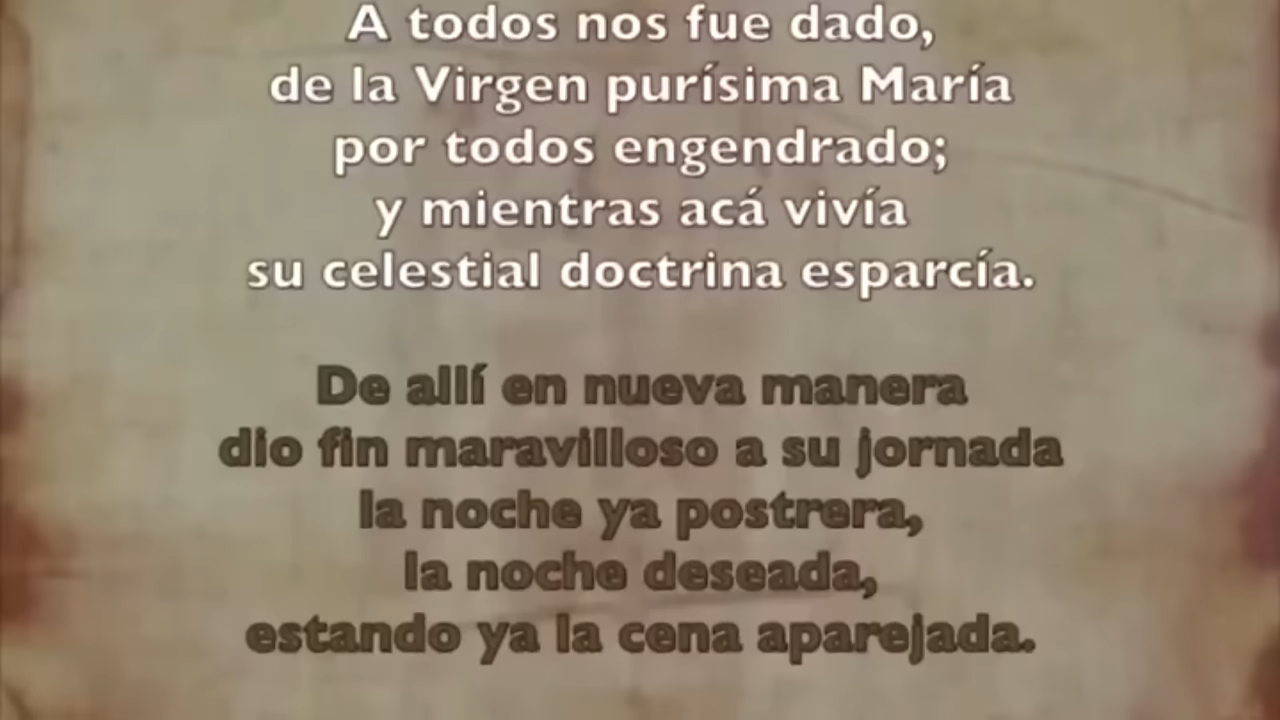 A todos nos fue dado,
de la Virgen purísima María
por todos engendrado;
y mientras acá vivía
su celestial doctrina esparcía.
De allí en nueva manera
dio fin maravilloso a su jornada
la noche ya postrera,
la noche deseada,
estando ya la cena aparejada.